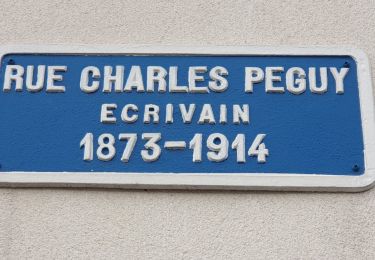 RUE CHARLES PEGUY
ECRIVAIN
1873-1914